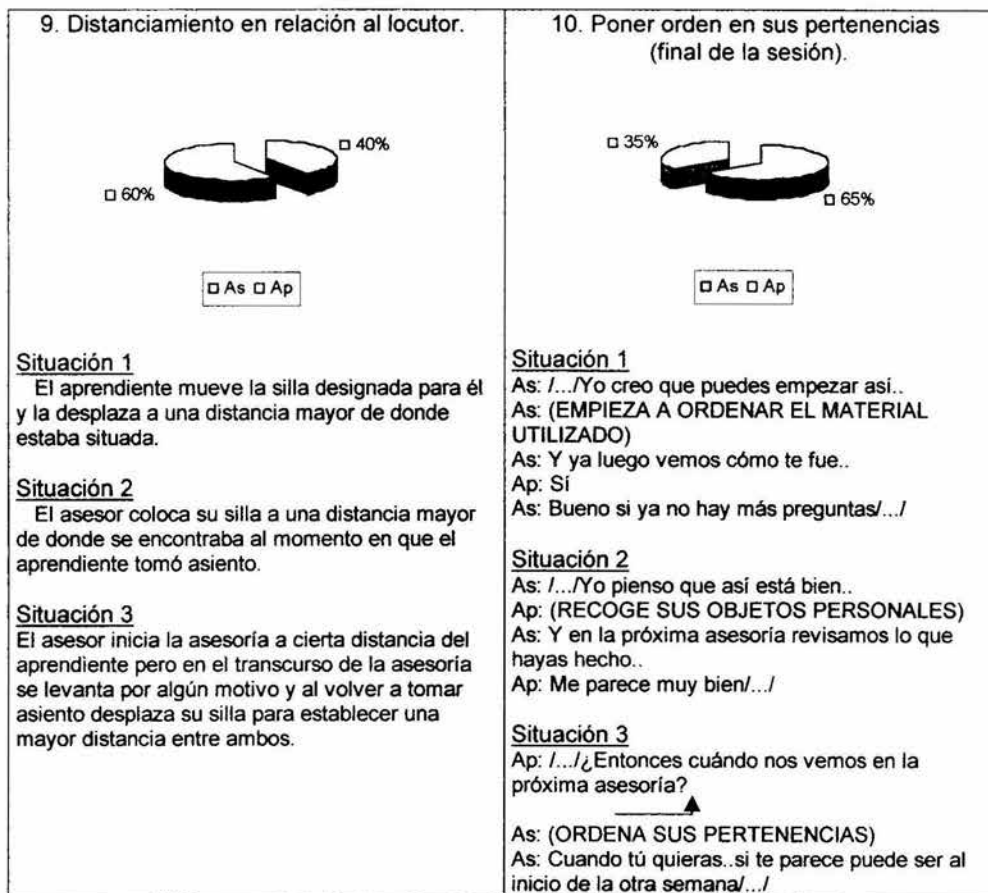 9. Distanciamiento en relación al locutor.
40%
60%
As Ap
Situación 1
El aprendiente mueve la silla designada para él
y la desplaza a una distancia mayor de donde
estaba situada.
Situación 2
El asesor coloca su silla a una distancia mayor
de donde se encontraba al momento en que el
aprendiente tomó asiento.
Situación 3
El asesor inicia la asesoría a cierta distancia del
aprendiente pero en el transcurso de la asesoría
se levanta por algún motivo y al volver a tomar
asiento desplaza su silla para establecer una
mayor distancia entre ambos.
10. Poner orden en sus pertenencias
(final de la sesión).
35%
65%
As Ap
Situación 1
As: /.../Yo creo que puedes empezar así..
As: (EMPIEZA A ORDENAR EL MATERIAL
UTILIZADO)
As: Y ya luego vemos cómo te fue..
Ap: Sí
As: Bueno si ya no hay más preguntas/.../
Situación 2
As: /.../Yo pienso que así está bien..
Ap: (RECOGE SUS OBJETOS PERSONALES)
As: Y en la próxima asesoría revisamos lo que
hayas hecho..
Ap: Me parece muy bien/.../
Situación 3
Ap: /.../¿Entonces cuándo nos vemos en la
próxima asesoría?
As: (ORDENA SUS PERTENENCIAS)
As: Cuando tú quieras..si te parece puede ser al
inicio de la otra semana/.../